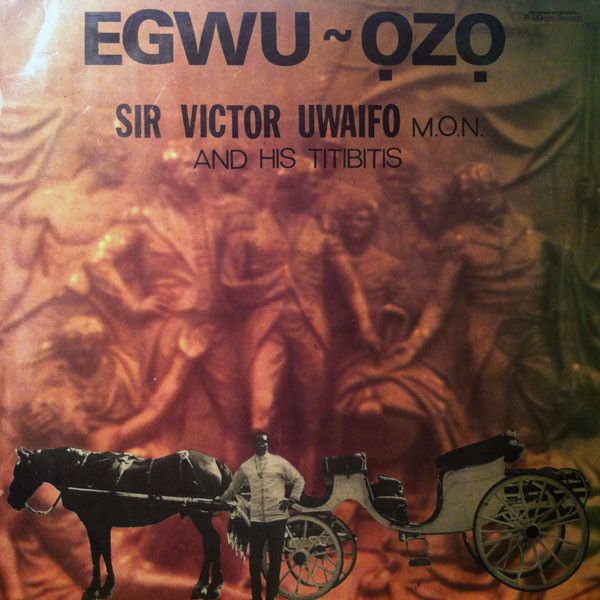 EGWU ~ ỌZỌ
SIR VICTOR UWAIFO M.O.N.
AND HIS TITIBITIS